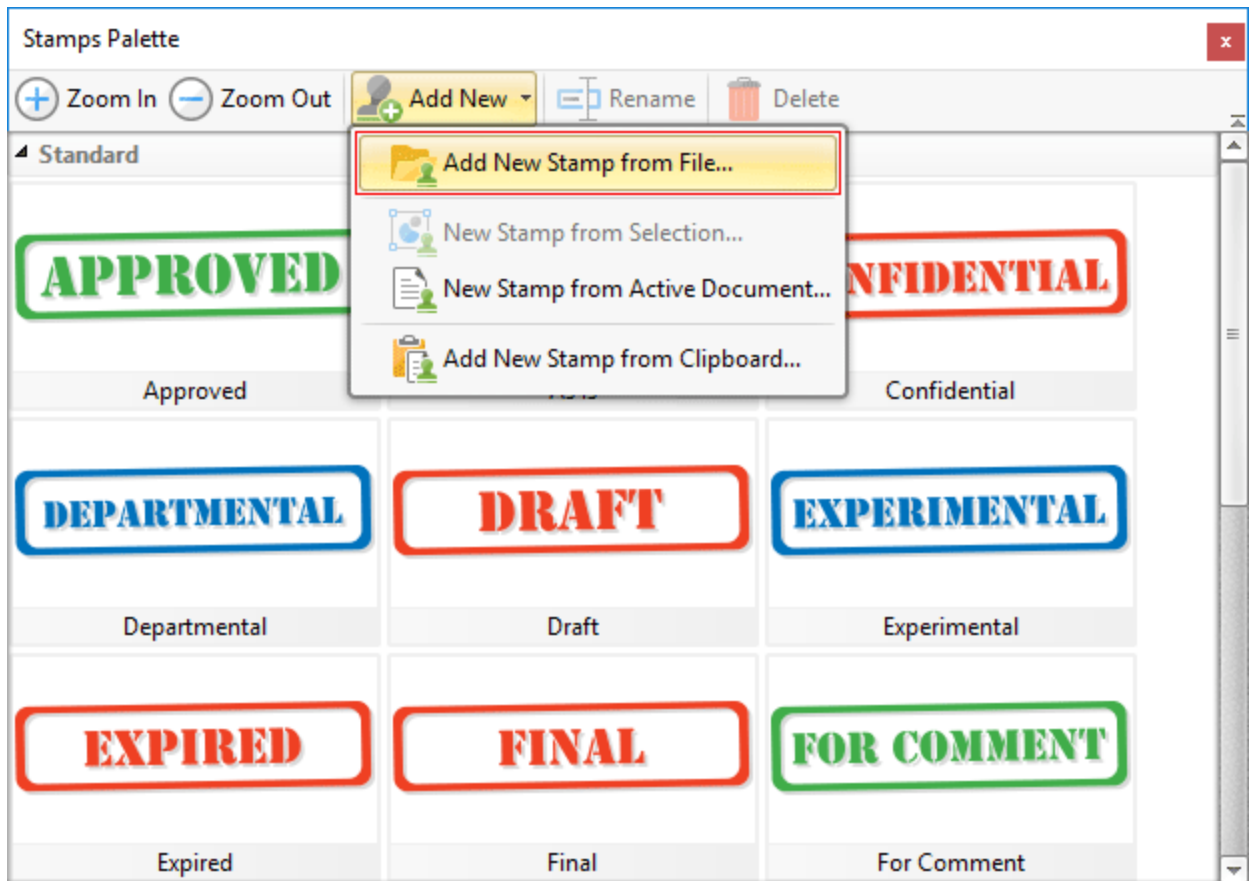 Stamps Palette
x
Zoom In Zoom Out Add New Rename Delete
Standard
Add New Stamp from File...
New Stamp from Selection...
New Stamp from Active Document...
Add New Stamp from Clipboard...
APPROVED
NFIDENTIAL
Approved Confidential
DEPARTMENTAL DRAFT EXPERIMENTAL
Departmental Draft Experimental
EXPIRED FINAL FOR COMMENT
Expired Final For Comment